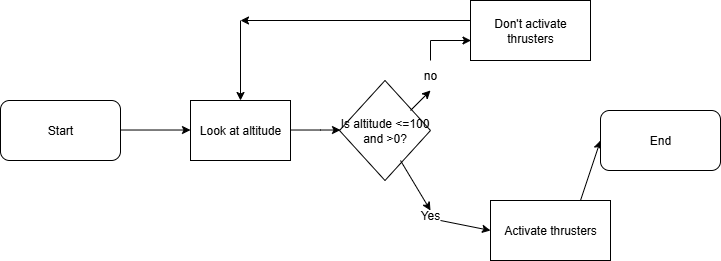 Don't activate
thrusters
no
Start
Look at altitude
Is altitude <=100
and >0?
End
Yes
Activate thrusters